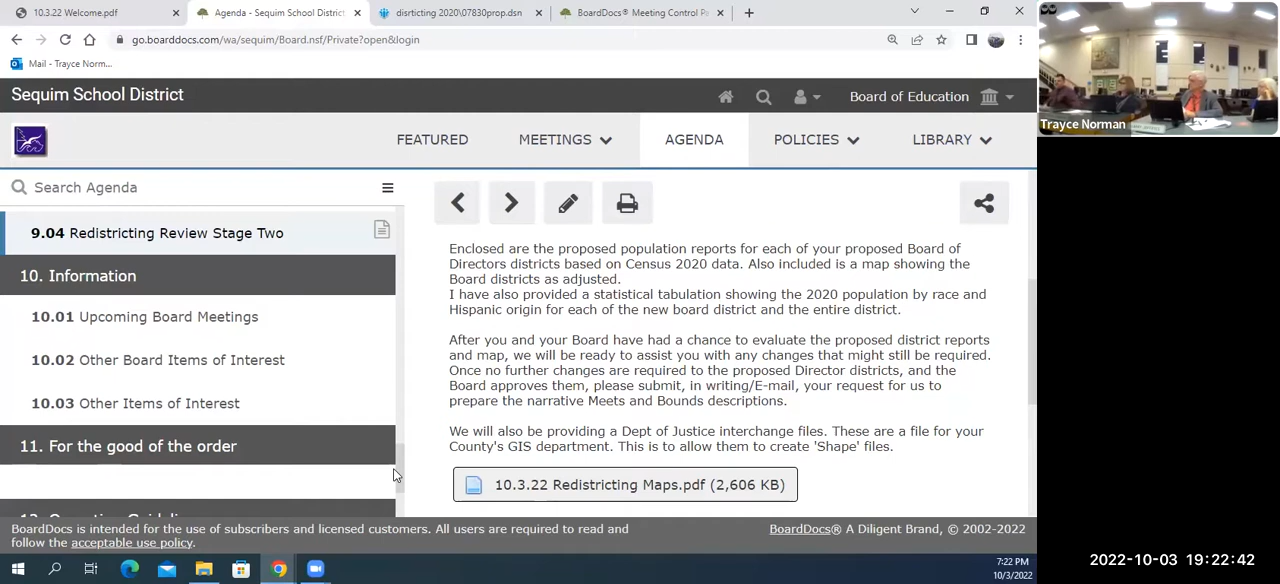 10.3.22 Welcome.pdf
Agenda - Sequim School District
disrticting 2020\07830prop.dsn
BoardDocs® Meeting Control Pa
go.boarddocs.com/wa/sequim/Board.nsf/Private?open&login
Mail - Trayce Norm...
Sequim School District
Board of Education
FEATURED
MEETINGS
AGENDA
POLICIES
LIBRARY
Search Agenda
9.04 Redistricting Review Stage Two
10. Information
10.01 Upcoming Board Meetings
10.02 Other Board Items of Interest
10.03 Other Items of Interest
11. For the good of the order
Enclosed are the proposed population reports for each of your proposed Board of
Directors districts based on Census 2020 data. Also included is a map showing the
Board districts as adjusted.
I have also provided a statistical tabulation showing the 2020 population by race and
Hispanic origin for each of the new board district and the entire district.
After you and your Board have had a chance to evaluate the proposed district reports
and map, we will be ready to assist you with any changes that might still be required.
Once no further changes are required to the proposed Director districts, and the
Board approves them, please submit, in writing/E-mail, your request for us to
prepare the narrative Meets and Bounds descriptions.
We will also be providing a Dept of Justice interchange files. These are a file for your
County's GIS department. This is to allow them to create 'Shape' files.
10.3.22 Redistricting Maps.pdf (2,606 KB)
BoardDocs is intended for the use of subscribers and licensed customers. All users are required to read and
follow the acceptable use policy.
BoardDocs® A Diligent Brand, © 2002-2022
7:22 PM
10/3/2022
Trayce Norman
2022-10-03 19:22:42